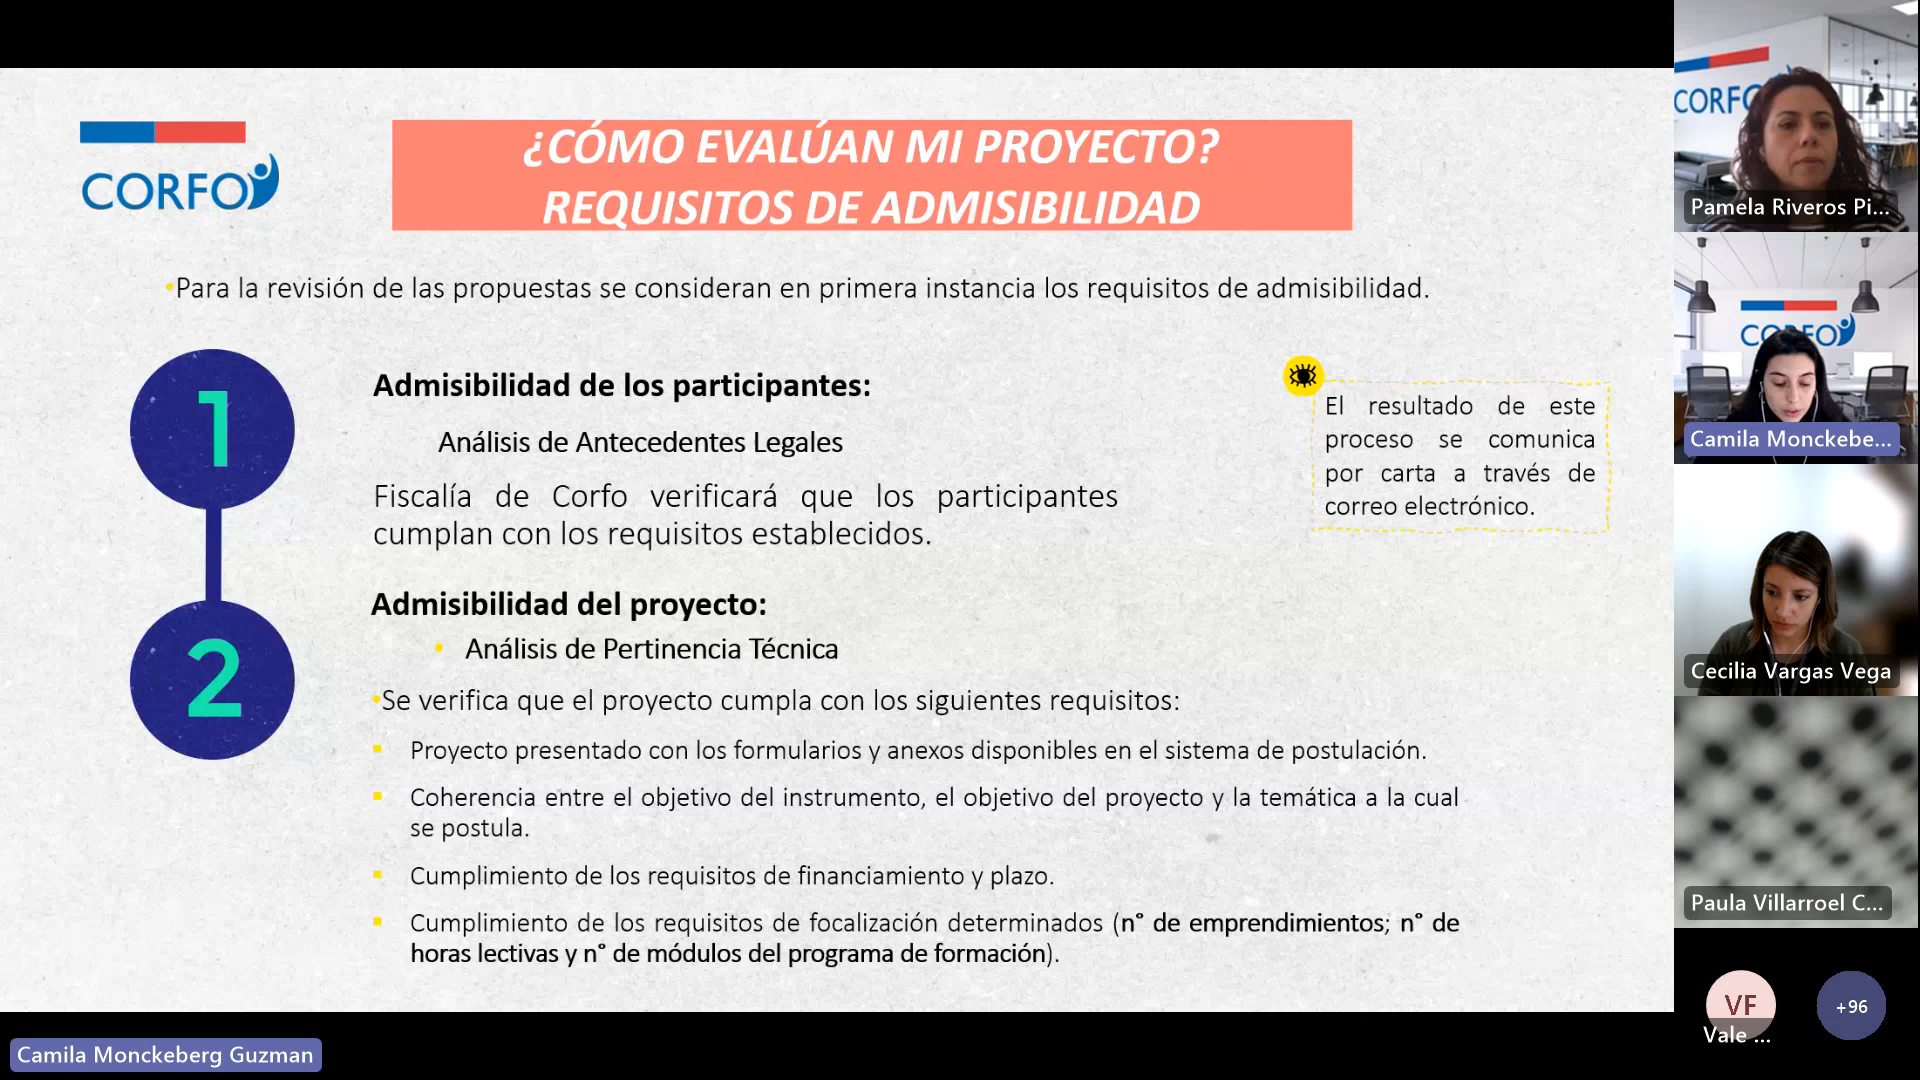 CORFO
¿CÓMO EVALÚAN MI PROYECTO?
REQUISITOS DE ADMISIBILIDAD
•Para la revisión de las propuestas se consideran en primera instancia los requisitos de admisibilidad.
1
Admisibilidad de los participantes:
Análisis de Antecedentes Legales
Fiscalía de Corfo verificará que los participantes
cumplan con los requisitos establecidos.
El resultado de este
proceso se comunica
por carta a través de
correo electrónico.
2
Admisibilidad del proyecto:
• Análisis de Pertinencia Técnica
•Se verifica que el proyecto cumpla con los siguientes requisitos:
▪ Proyecto presentado con los formularios y anexos disponibles en el sistema de postulación.
▪ Coherencia entre el objetivo del instrumento, el objetivo del proyecto y la temática a la cual
se postula.
▪ Cumplimiento de los requisitos de financiamiento y plazo.
▪ Cumplimiento de los requisitos de focalización determinados (n° de emprendimientos; n° de
horas lectivas y n° de módulos del programa de formación).
Camila Monckeberg Guzman
CORFO
Pamela Riveros Pi...
CORFO
Camila Monckebe...
Cecilia Vargas Vega
Paula Villarroel C...
VF
Vale ...
+96